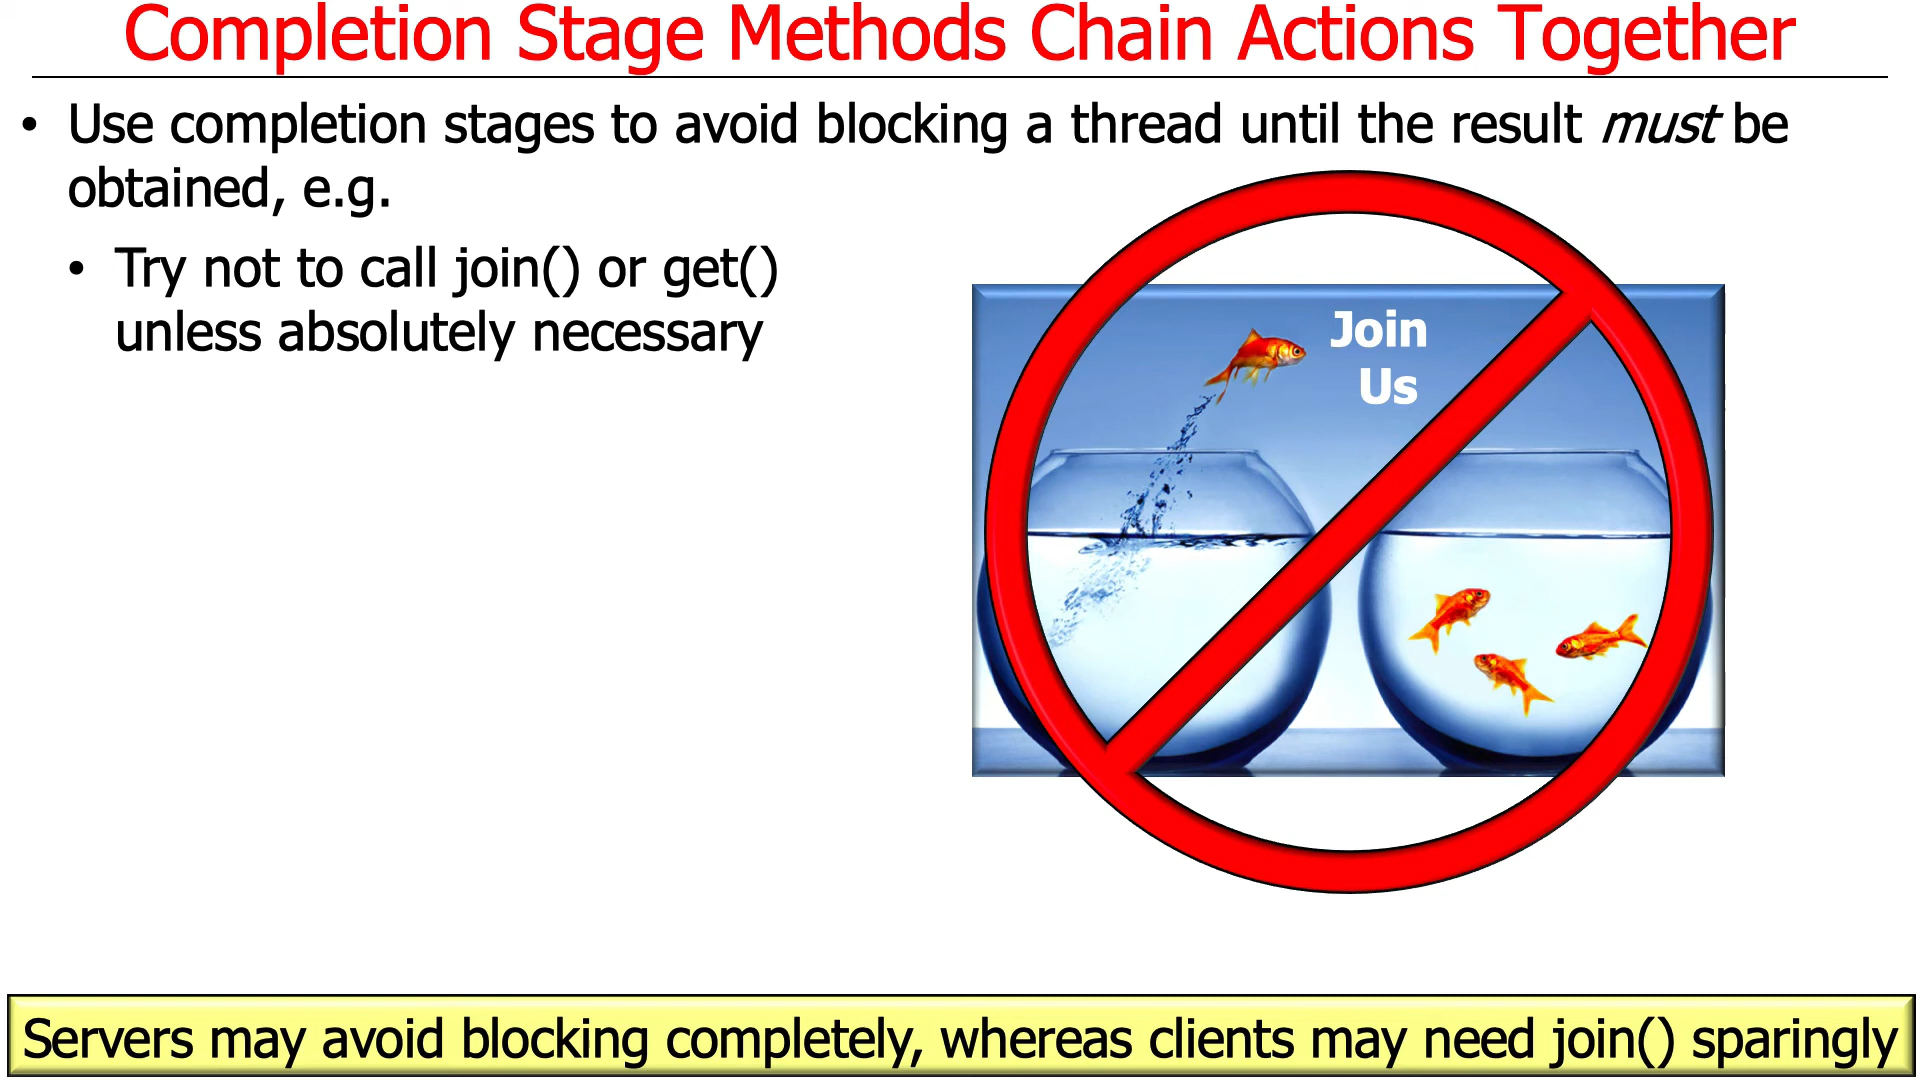 Completion Stage Methods Chain Actions Together
• Use completion stages to avoid blocking a thread until the result must be
obtained, e.g.
• Try not to call join() or get()
unless absolutely necessary
Join
Us
Servers may avoid blocking completely, whereas clients may need join() sparingly